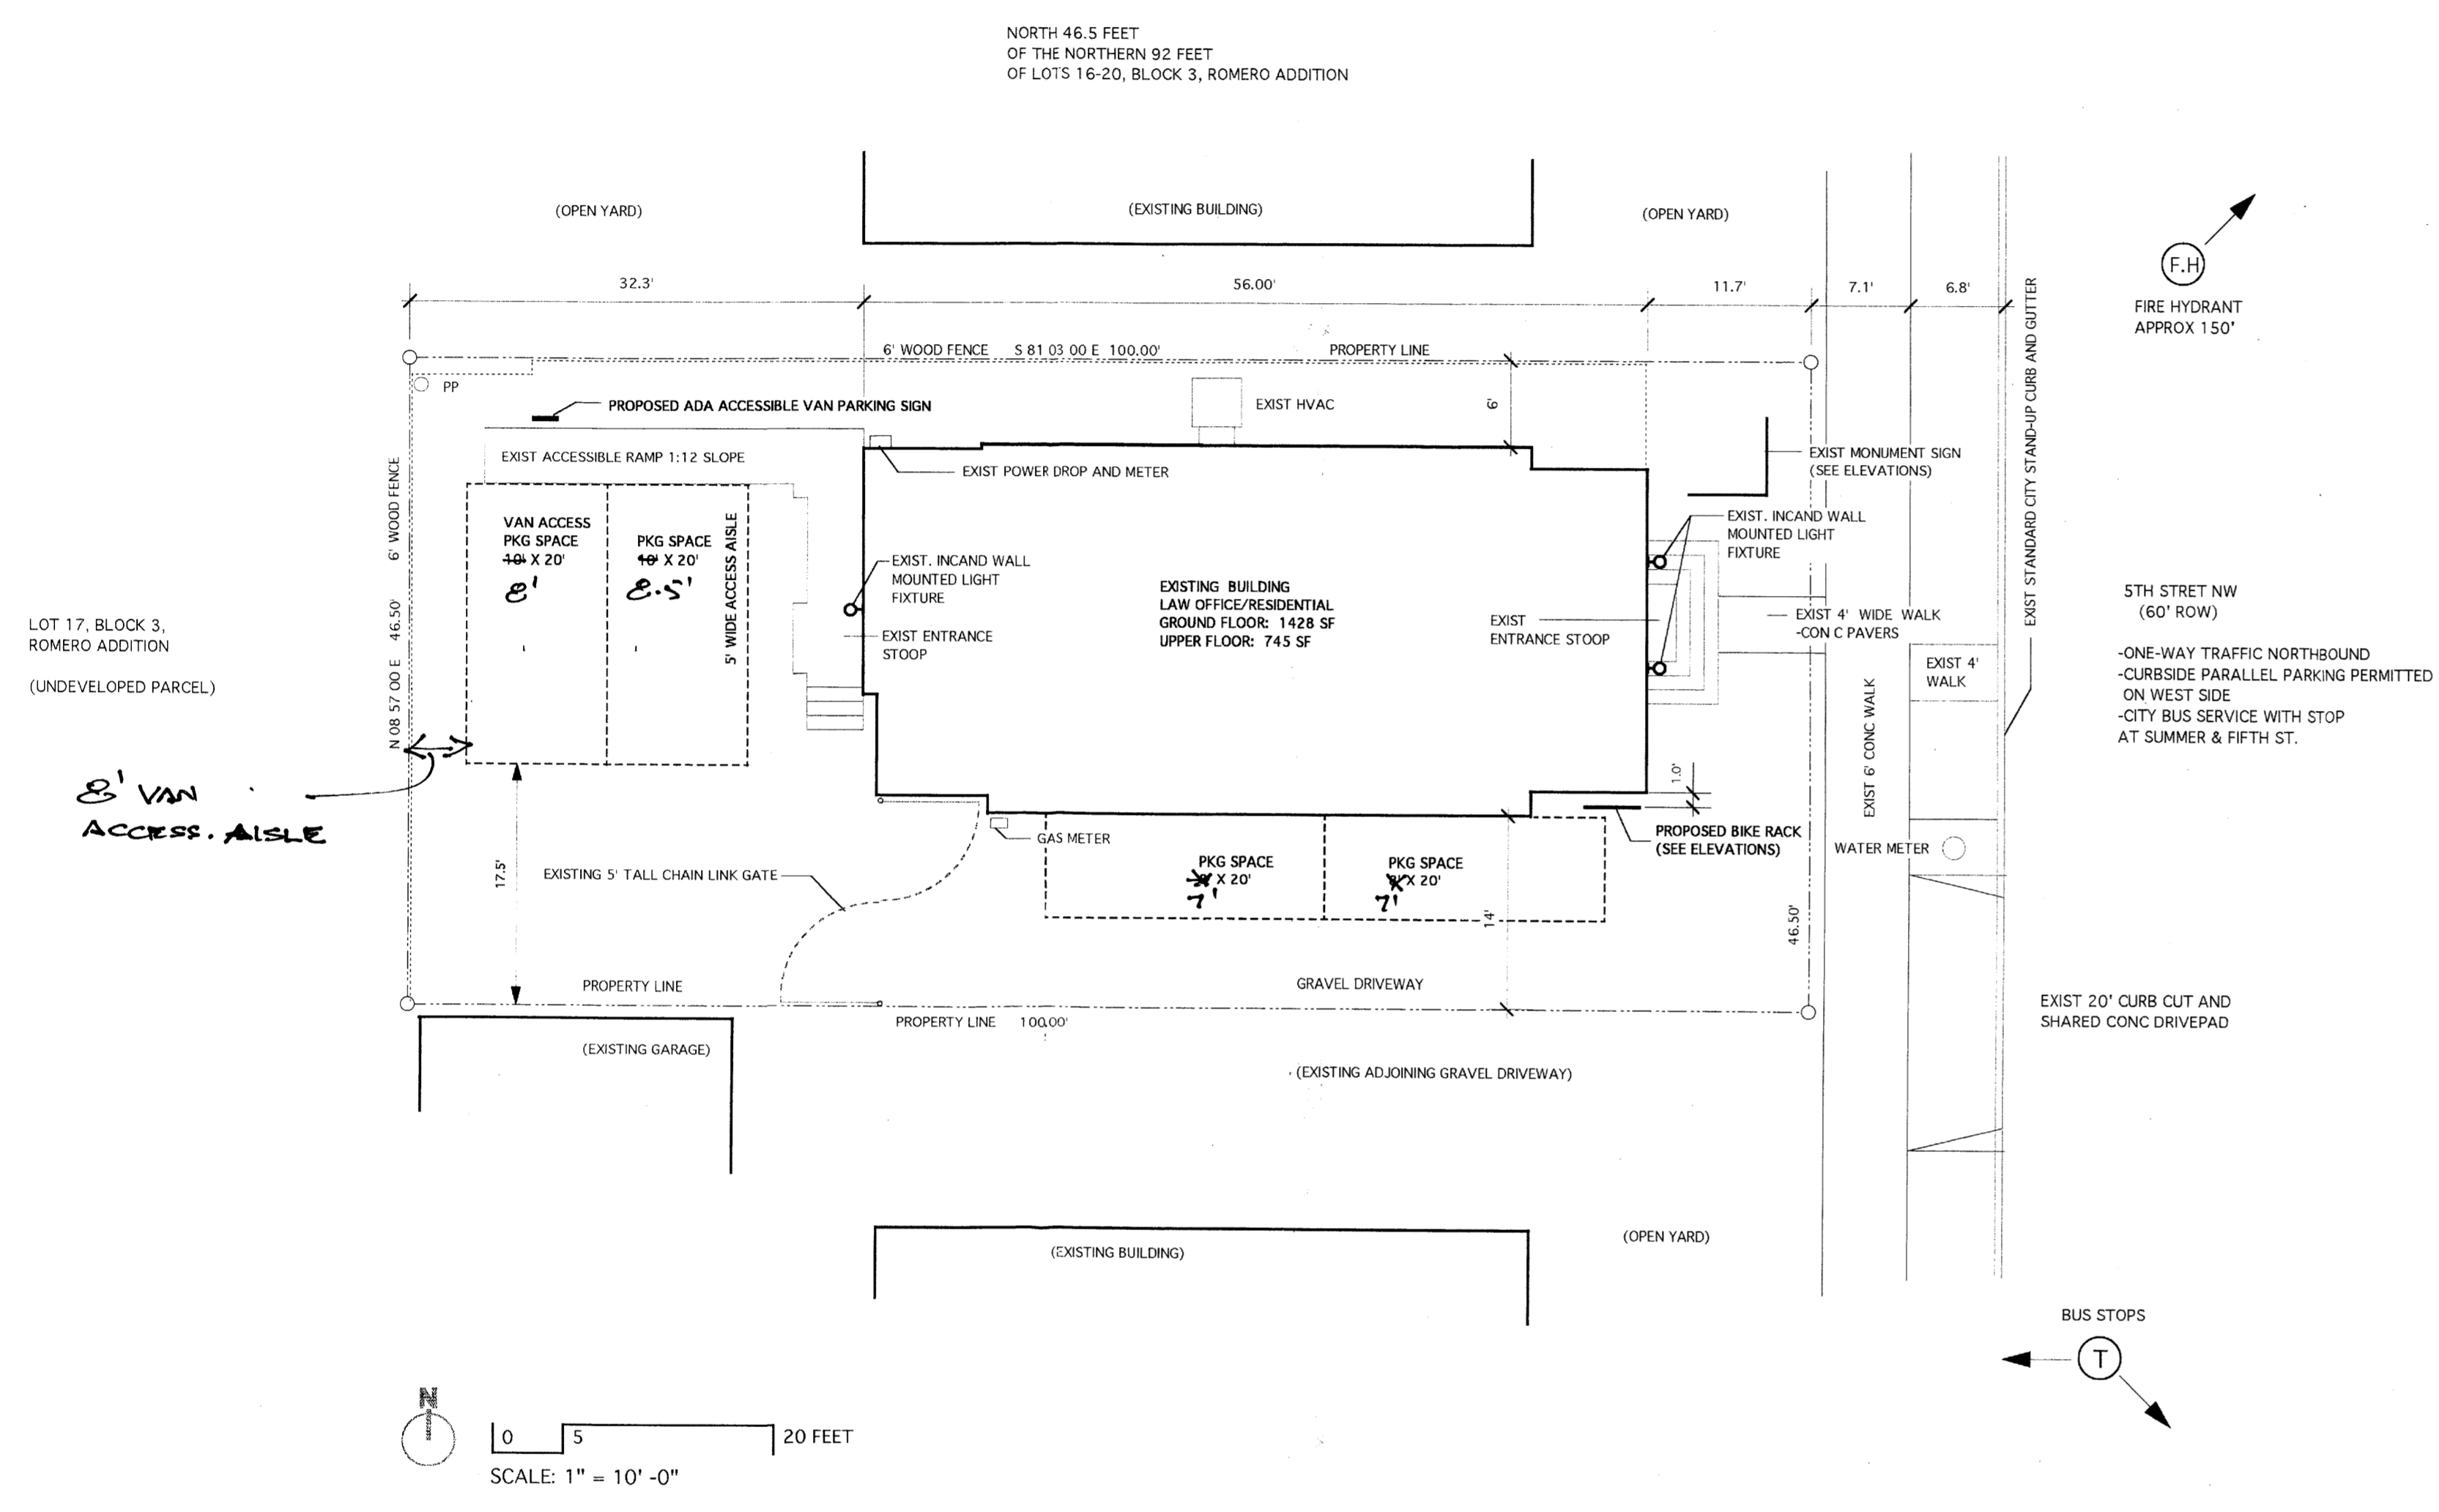 NORTH 46.5 FEET
OF THE NORTHERN 92 FEET
OF LOTS 16-20, BLOCK 3, ROMERO ADDITION
(OPEN YARD)
(EXISTING BUILDING)
(OPEN YARD)
F.H
FIRE HYDRANT
APPROX 150'
32.3'
56.00'
11.7'
7.1'
6.8'
6' WOOD FENCE S 81 03 00 E 100.00' PROPERTY LINE
PP
PROPOSED ADA ACCESSIBLE VAN PARKING SIGN
EXIST HVAC
6'
EXIST ACCESSIBLE RAMP 1:12 SLOPE
EXIST POWER DROP AND METER
EXIST MONUMENT SIGN
(SEE ELEVATIONS)
EXIST STANDARD CITY STAND-UP CURB AND GUTTER
N 08 57 00 E 46.50' 6' WOOD FENCE
VAN ACCESS
PKG SPACE
10' X 20'
8'
PKG SPACE
10' X 20'
8.5'
5' WIDE ACCESS AISLE
EXIST. INCAND WALL
MOUNTED LIGHT
FIXTURE
EXIST ENTRANCE
STOOP
EXISTING BUILDING
LAW OFFICE/RESIDENTIAL
GROUND FLOOR: 1428 SF
UPPER FLOOR: 745 SF
EXIST. INCAND WALL
MOUNTED LIGHT
FIXTURE
EXIST
ENTRANCE STOOP
EXIST 4' WIDE WALK
-CON C PAVERS
EXIST 4'
WALK
EXIST 6' CONC WALK
5TH STRET NW
(60' ROW)
-ONE-WAY TRAFFIC NORTHBOUND
-CURBSIDE PARALLEL PARKING PERMITTED
ON WEST SIDE
-CITY BUS SERVICE WITH STOP
AT SUMMER & FIFTH ST.
LOT 17, BLOCK 3,
ROMERO ADDITION
(UNDEVELOPED PARCEL)
8' VAN
ACCESS. AISLE
17.5'
EXISTING 5' TALL CHAIN LINK GATE
GAS METER
PKG SPACE
X 20'
7'
PKG SPACE
X 20'
7'
14'
1.0'
PROPOSED BIKE RACK
(SEE ELEVATIONS)
WATER METER
46.50'
PROPERTY LINE
GRAVEL DRIVEWAY
PROPERTY LINE 100.00'
EXIST 20' CURB CUT AND
SHARED CONC DRIVEPAD
(EXISTING GARAGE)
(EXISTING ADJOINING GRAVEL DRIVEWAY)
(EXISTING BUILDING)
(OPEN YARD)
BUS STOPS
T
N
0 5 20 FEET
SCALE: 1" = 10' -0"